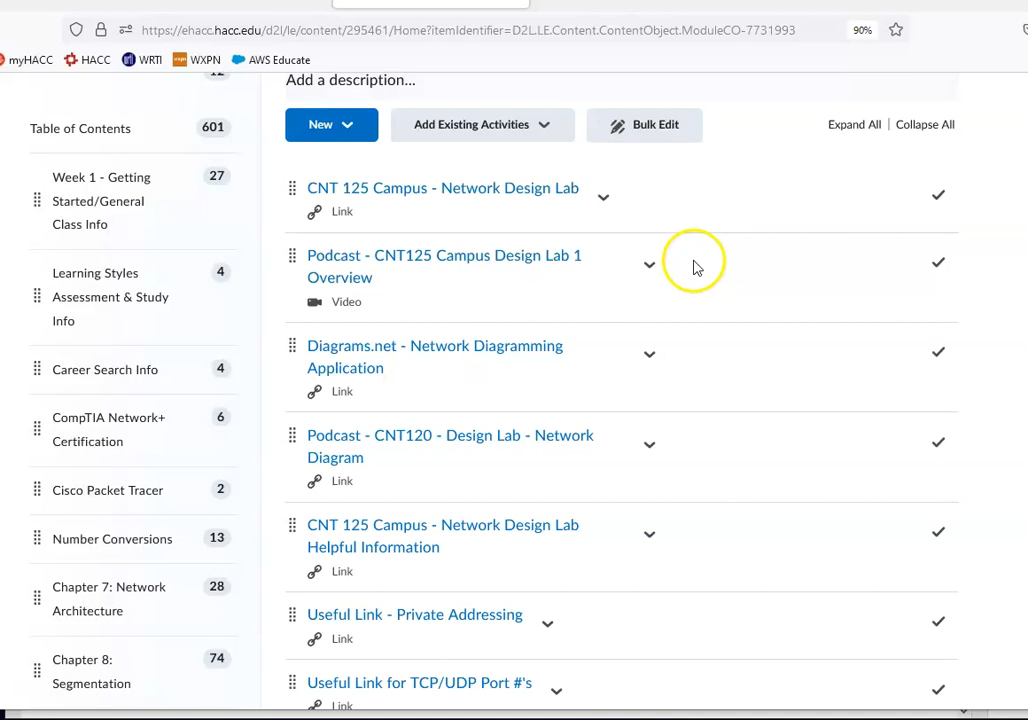 https://ehacc.hacc.edu/d2l/le/content/295461/Home?itemIdentifier=D2L.LE.Content.ContentObject.ModuleCO-7731993
90%
myHACC
HACC
WRTI
WXPN
AWS Educate
12
Add a description...
Table of Contents
601
New
Add Existing Activities
Bulk Edit
Expand All | Collapse All
Week 1 - Getting
Started/General
Class Info
27
Learning Styles
Assessment & Study
Info
4
Career Search Info
4
CompTIA Network+
Certification
6
Cisco Packet Tracer
2
Number Conversions
13
Chapter 7: Network
Architecture
28
Chapter 8:
Segmentation
74
CNT 125 Campus - Network Design Lab
Link
Podcast - CNT125 Campus Design Lab 1
Overview
Video
Diagrams.net - Network Diagramming
Application
Link
Podcast - CNT120 - Design Lab - Network
Diagram
Link
CNT 125 Campus - Network Design Lab
Helpful Information
Link
Useful Link - Private Addressing
Link
Useful Link for TCP/UDP Port #'s
Link